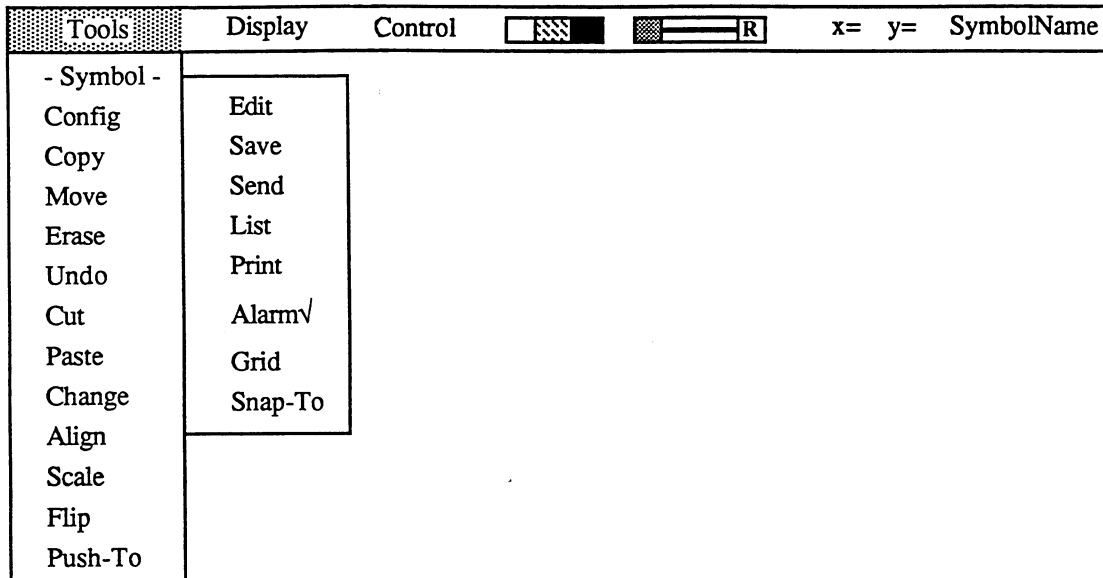 Tools Display Control R x= y= SymbolName
- Symbol -
Config
Copy
Move
Erase
Undo
Cut
Paste
Change
Align
Scale
Flip
Push-To
Edit
Save
Send
List
Print
Alarm√
Grid
Snap-To